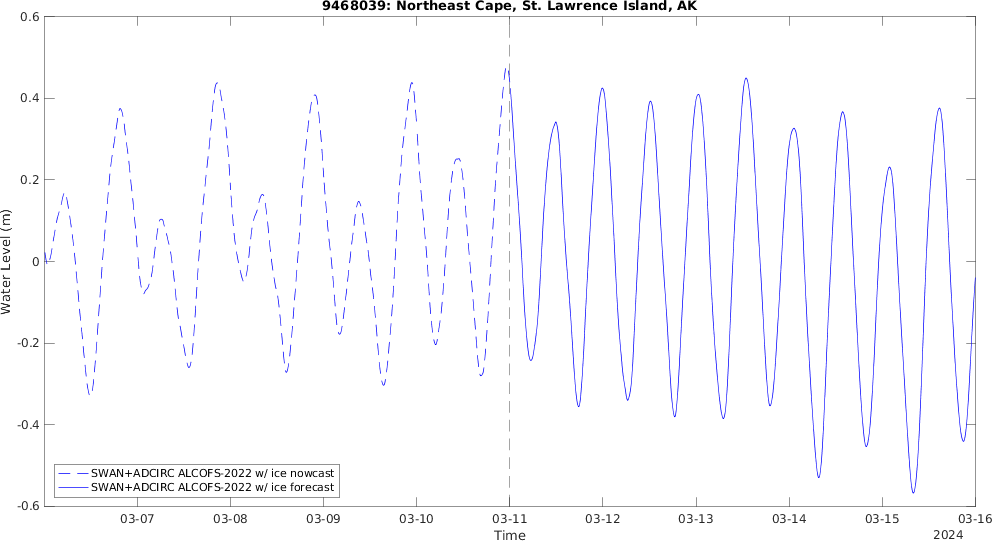 9468039: Northeast Cape, St. Lawrence Island, AK
0.6
0.4
0.2
0
-0.2
-0.4
-0.6
Water Level (m)
SWAN+ADCIRC ALCOFS-2022 w/ ice nowcast
SWAN+ADCIRC ALCOFS-2022 w/ ice forecast
03-07 03-08 03-09 03-10 03-11 03-12 03-13 03-14 03-15 03-16
Time
2024